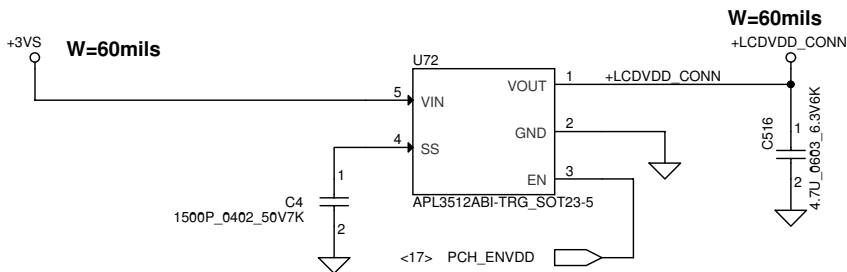 W=60mils
+3VS
W=60mils
+LCDVDD_CONN
U72
5
VIN
VOUT
1
+LCDVDD_CONN
4
SS
GND
2
EN
3
APL3512ABI-TRG_SOT23-5
1
C4
1500P_0402_50V7K
2
<17>
PCH_ENVDD
C516
1
2
4.7U_0603_6.3V6K